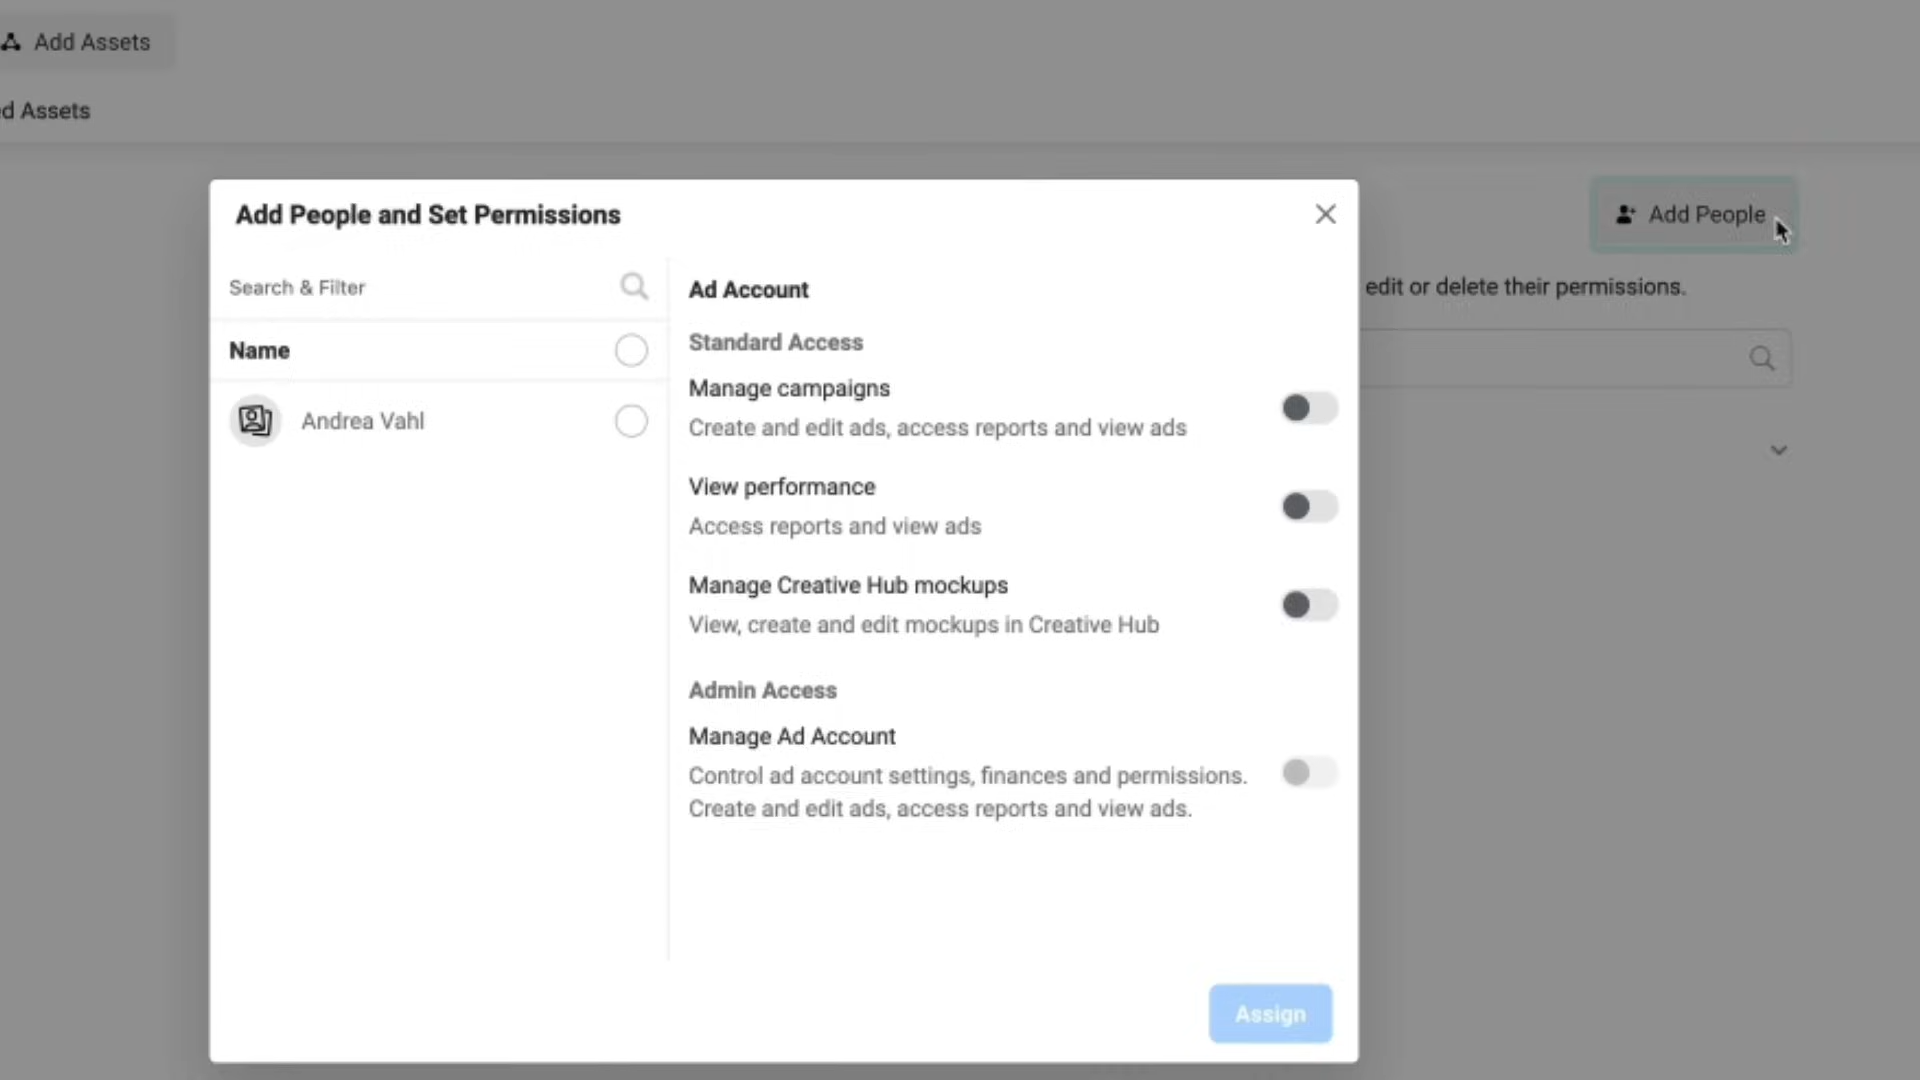 Add Assets
d Assets
Add People and Set Permissions
Add People
Search & Filter
Ad Account
edit or delete their permissions.
Standard Access
Name
Manage campaigns
Andrea Vahl
Create and edit ads, access reports and view ads
View performance
Access reports and view ads
Manage Creative Hub mockups
View, create and edit mockups in Creative Hub
Admin Access
Manage Ad Account
Control ad account settings, finances and permissions.
Create and edit ads, access reports and view ads.
Assign